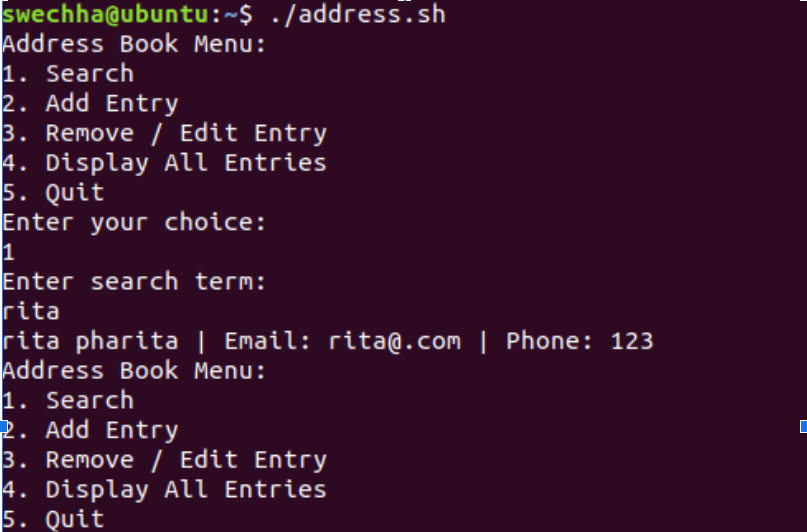 swechha@ubuntu:~$ ./address.sh
Address Book Menu:
1. Search
2. Add Entry
3. Remove / Edit Entry
4. Display All Entries
5. Quit
Enter your choice:
1
Enter search term:
rita
rita pharita | Email: rita@.com | Phone: 123
Address Book Menu:
1. Search
2. Add Entry
3. Remove / Edit Entry
4. Display All Entries
5. Quit